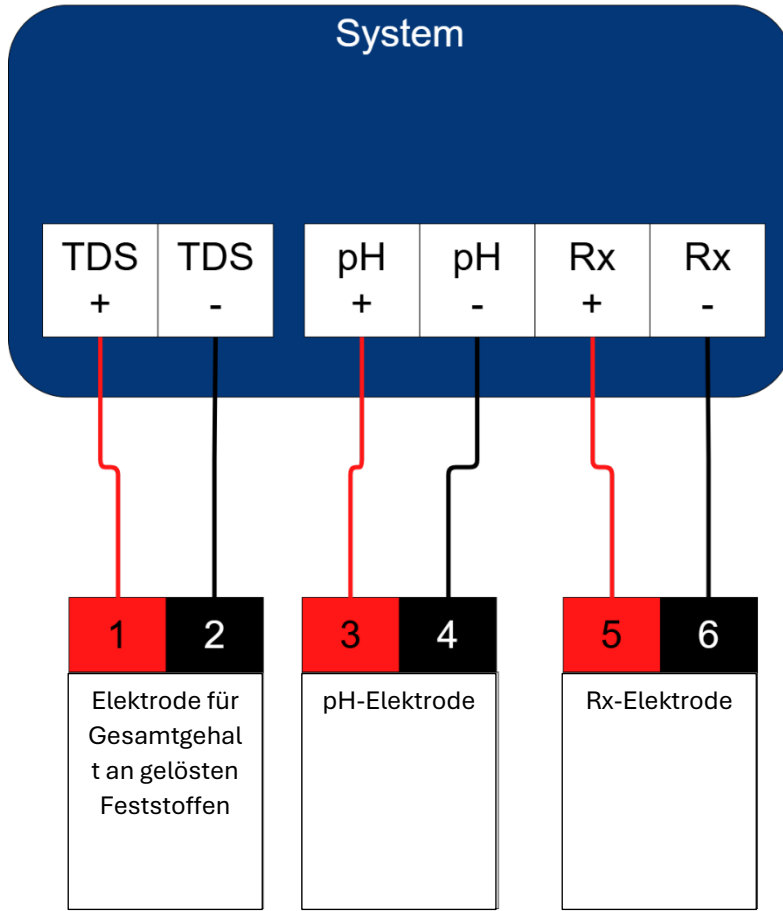 System
TDS TDS pH pH Rx Rx
+ - + - + -
1 2 3 4 5 6
Elektrode für
Gesamtgehal
t an gelösten
Feststoffen
pH-Elektrode
Rx-Elektrode